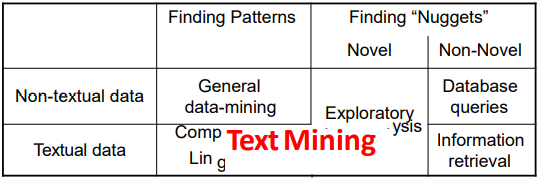 Finding Patterns
Finding “Nuggets”
Novel
Non-Novel
Non-textual data
General
data-mining
Exploratory
Database
queries
Textual data
Comp
Lin
Text Mining
ysis
Information
retrieval